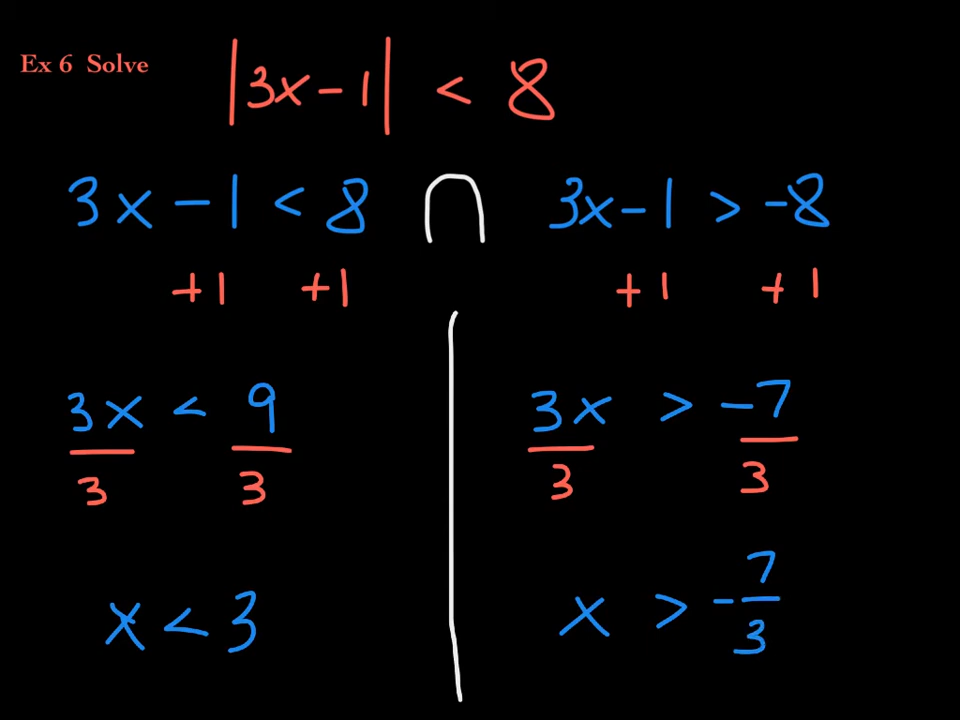 Ex 6 Solve |3x-1| < 8
3x-1 < 8 ∩ 3x-1 > -8
+1 +1 +1 +1
3x < 9 3x > -7
3 3 3 3
x < 3 x > -7/3